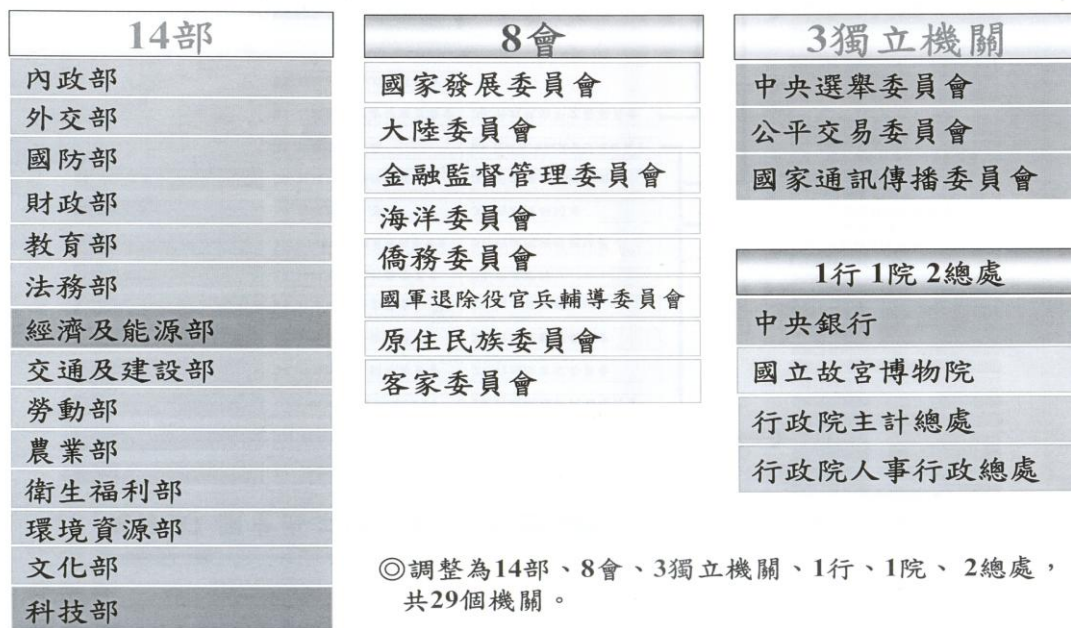 14部
內政部
外交部
國防部
財政部
教育部
法務部
經濟及能源部
交通及建設部
勞動部
農業部
衛生福利部
環境資源部
文化部
科技部
8會
國家發展委員會
大陸委員會
金融監督管理委員會
海洋委員會
僑務委員會
國軍退除役官兵輔導委員會
原住民族委員會
客家委員會
3獨立機關
中央選舉委員會
公平交易委員會
國家通訊傳播委員會
1行 1院 2總處
中央銀行
國立故宮博物院
行政院主計總處
行政院人事行政總處
◎調整為14部、8會、3獨立機關、1行、1院、 2總處，
共29個機關。